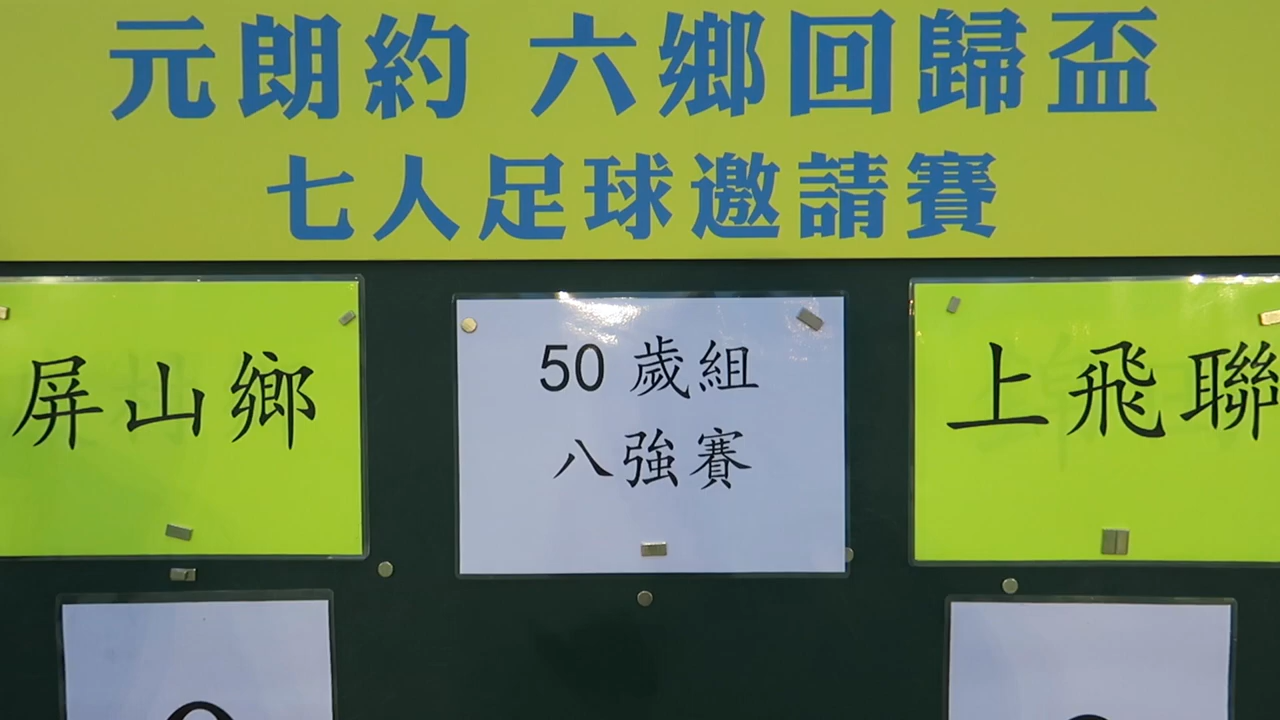 元朗約 六鄉回歸盃
七人足球邀請賽
屏山鄉
50 歲組
八強賽
上飛聯